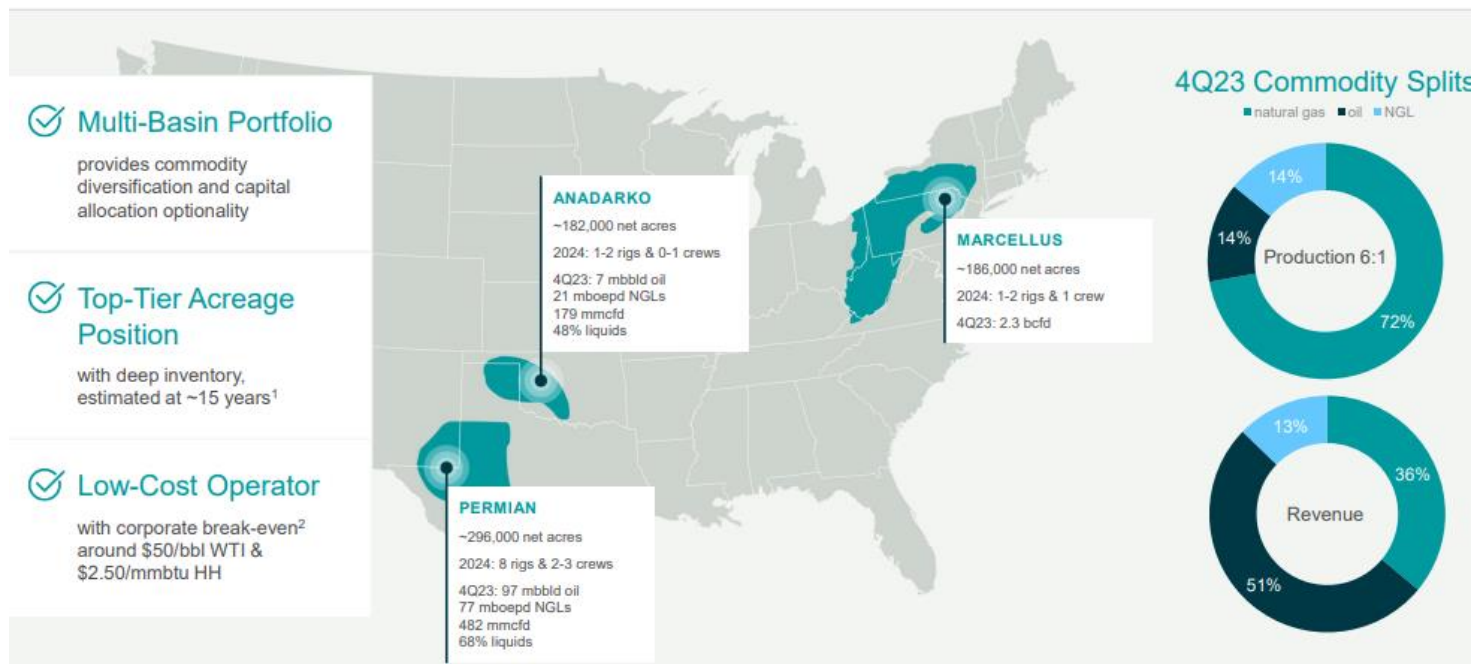 Multi-Basin Portfolio
provides commodity
diversification and capital
allocation optionality
Top-Tier Acreage
Position
with deep inventory,
estimated at ~15 years¹
Low-Cost Operator
with corporate break-even²
around $50/bbl WTI &
$2.50/mmbtu HH
ANADARKO
~182,000 net acres
2024: 1-2 rigs & 0-1 crews
4Q23: 7 mbbld oil
21 mboepd NGLs
179 mmcfd
48% liquids
MARCELLUS
~186,000 net acres
2024: 1-2 rigs & 1 crew
4Q23: 2.3 bcfd
PERMIAN
~296,000 net acres
2024: 8 rigs & 2-3 crews
4Q23: 97 mbbld oil
77 mboepd NGLs
482 mmcfd
68% liquids
4Q23 Commodity Splits
natural gas oil NGL
14%
14%
Production 6:1
72%
13%
36%
Revenue
51%